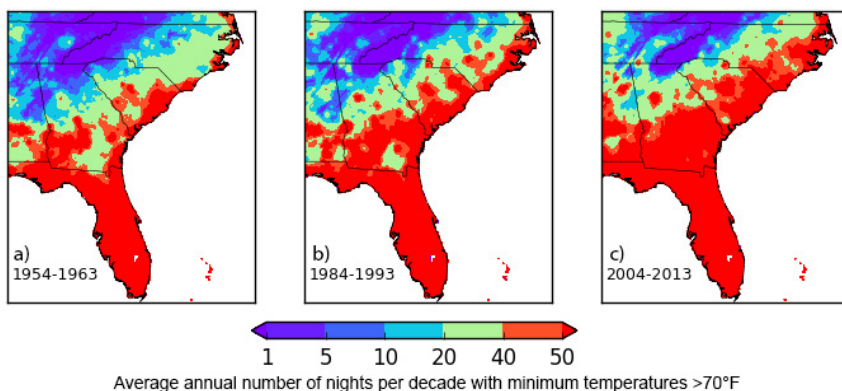 a)
1954-1963
b)
1984-1993
c)
2004-2013
1 5 10 20 40 50
Average annual number of nights per decade with minimum temperatures >70°F